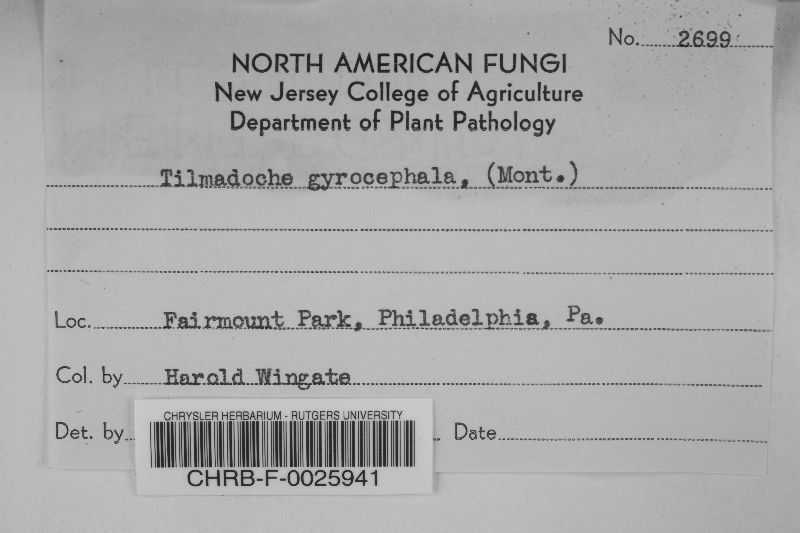 No. 2699
NORTH AMERICAN FUNGI
New Jersey College of Agriculture
Department of Plant Pathology
Tilmadoche gyrocephala, (Mont.)
Loc. Fairmount Park, Philadelphia, Pa.
Col. by Harold Wingate
Det. by Date
CHRYSLER HERBARIUM - RUTGERS UNIVERSITY
CHRB-F-0025941